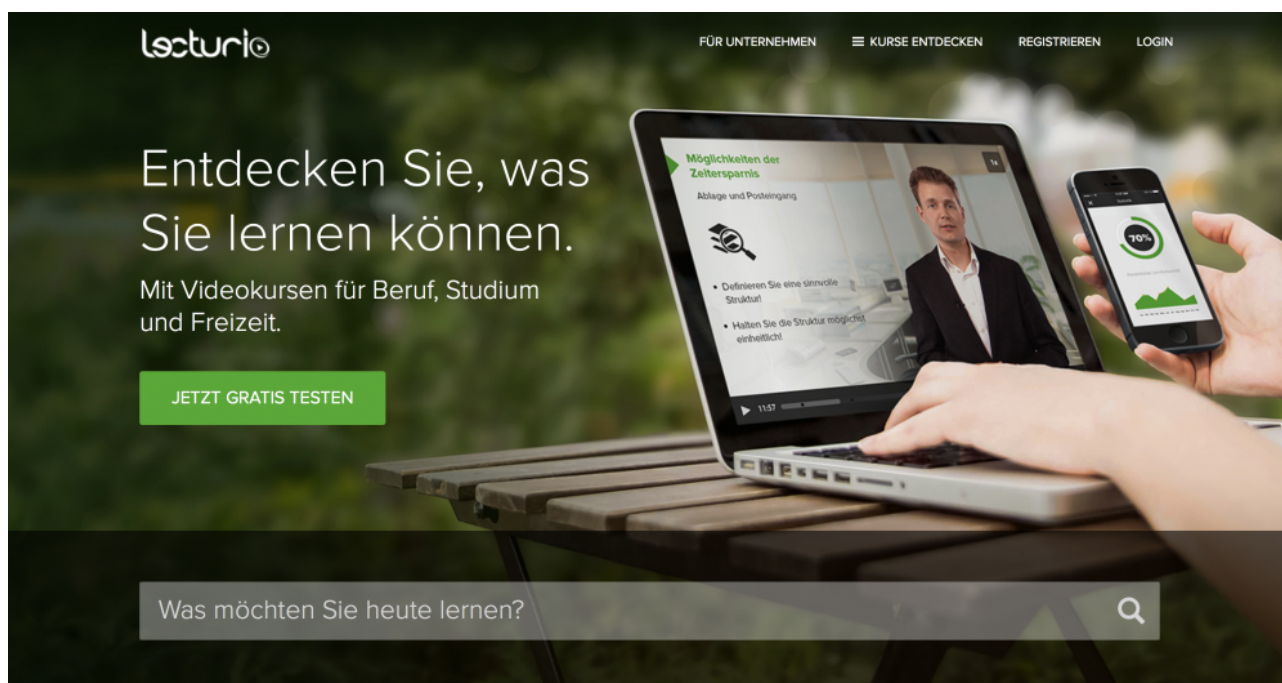 lecturio
FÜR UNTERNEHMEN
KURSE ENTDECKEN
REGISTRIEREN
LOGIN
Entdecken Sie, was
Sie lernen können.
Mit Videokursen für Beruf, Studium
und Freizeit.
JETZT GRATIS TESTEN
Möglichkeiten der
Zeitersparnis
1x
Ablage und Posteingang
• Definieren Sie eine sinnvolle
Struktur!
• Halten Sie die Struktur möglichst
einheitlich!
11:57
70%
Was möchten Sie heute lernen?